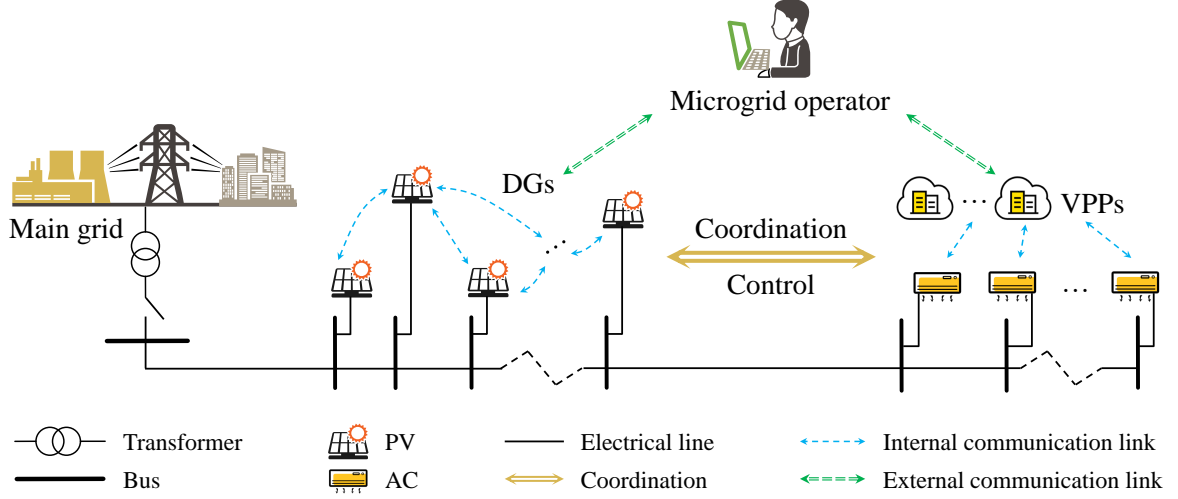 Microgrid operator
DGs
VPPs
Main grid
Coordination
Control
Transformer
PV
Electrical line
Internal communication link
Bus
AC
Coordination
External communication link